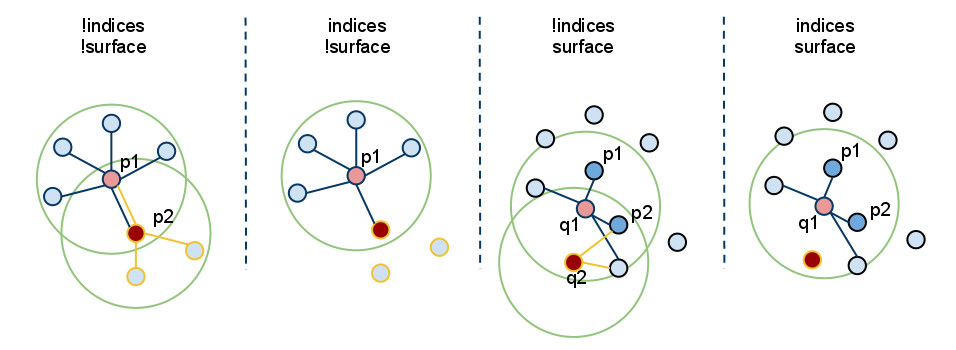 !indices
!surface
indices
!surface
!indices
surface
indices
surface
p1
p2
p1
p1
q1
p2
q2
p1
q1
p2